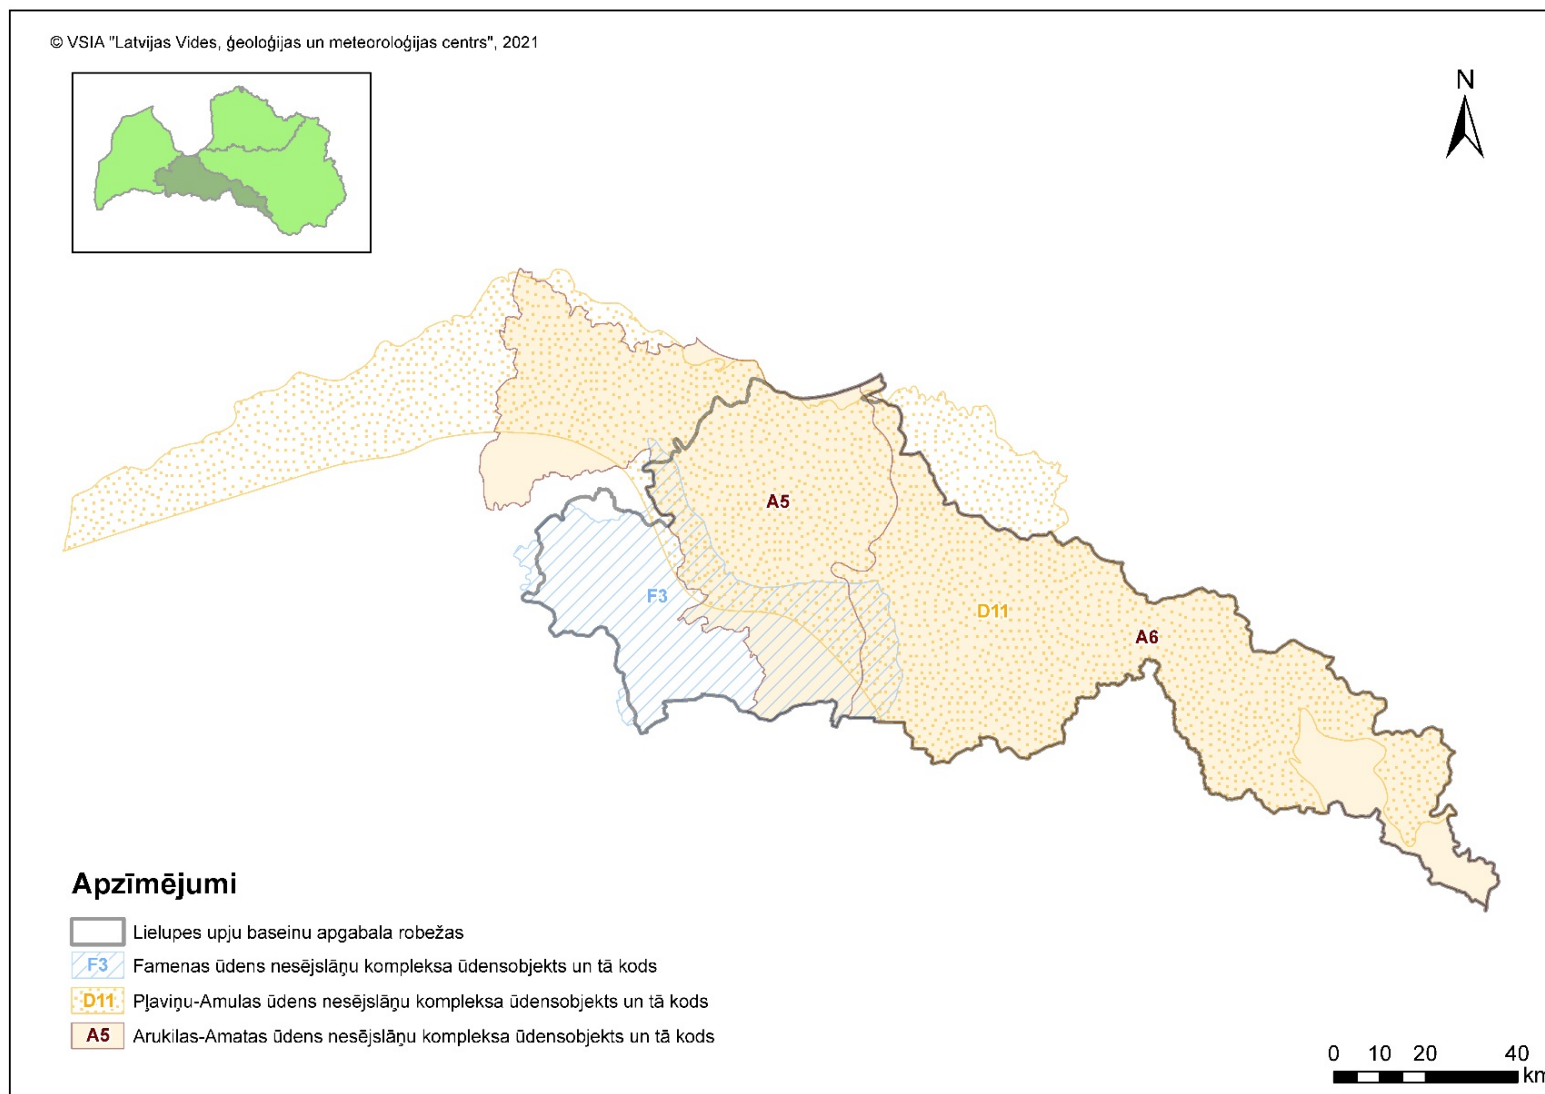 © VSIA "Latvijas Vides, ģeoloģijas un meteoroloģijas centrs", 2021
N
A5
F3
D11
A6
Apzīmējumi
Lielupes upju baseinu apgabala robežas
F3 Famenas ūdens nesējslāņu kompleksa ūdensobjekts un tā kods
D11 Pļaviņu-Amulas ūdens nesējslāņu kompleksa ūdensobjekts un tā kods
A5 Arukilas-Amatas ūdens nesējslāņu kompleksa ūdensobjekts un tā kods
0 10 20 40
km